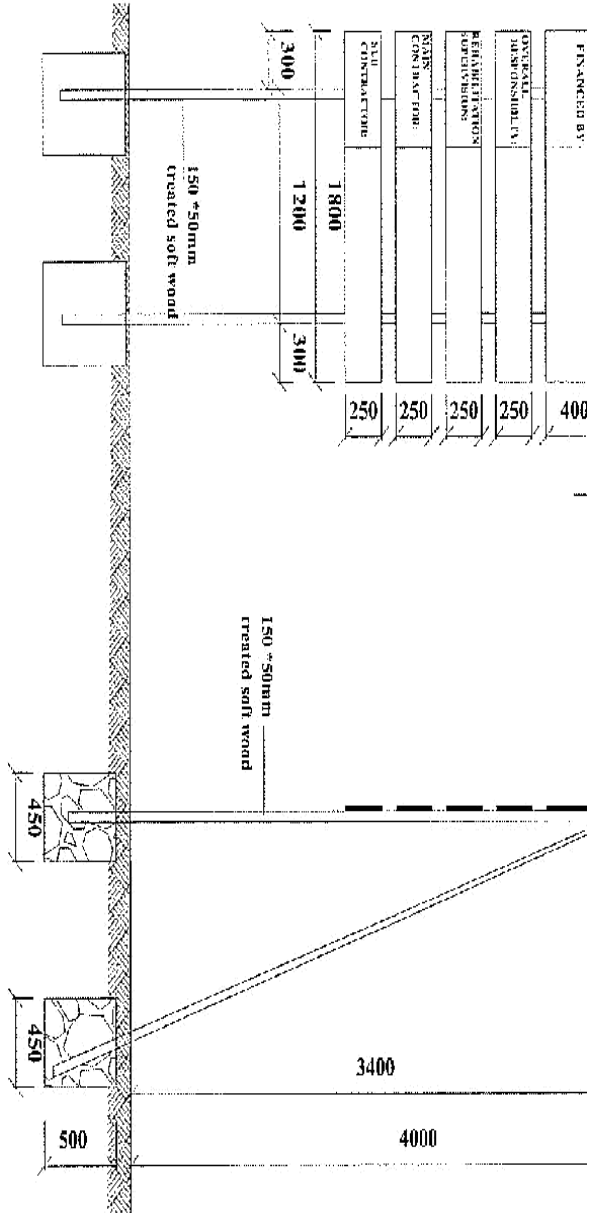 FINANCED BY
OVERALL
RESPONSIBILITY:
REHABILITATION
SUPERVISION:
MAIN
CONTRACTOR:
SUB
CONTRACTOR:
400
250
250
250
250
300
1200
300
1800
150 *50mm
treated soft wood
150 *50mm
treated soft wood
450
450
3400
4000
500